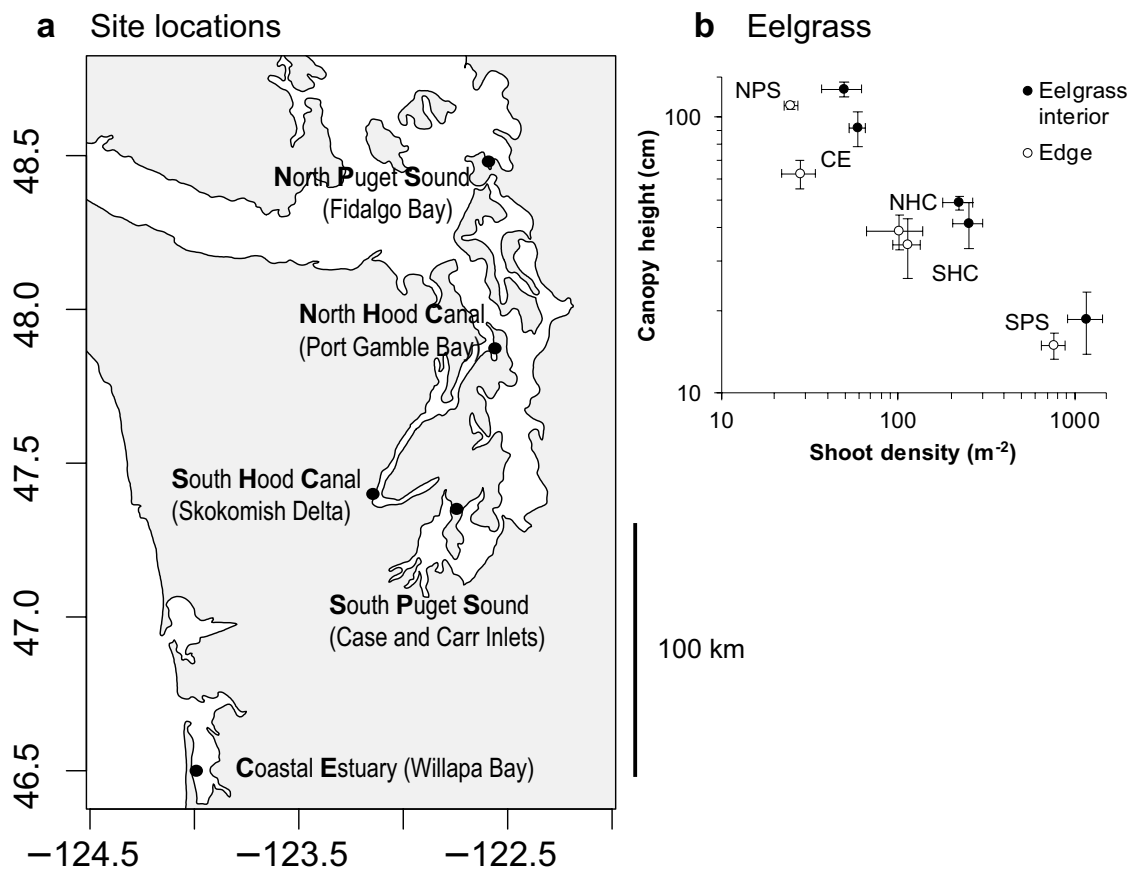 a Site locations
48.5
48.0
47.5
47.0
46.5
−124.5
−123.5
−122.5
North Puget Sound
(Fidalgo Bay)
North Hood Canal
(Port Gamble Bay)
South Hood Canal
(Skokomish Delta)
South Puget Sound
(Case and Carr Inlets)
Coastal Estuary (Willapa Bay)
100 km
b Eelgrass
Canopy height (cm)
100
10
NPS
CE
NHC
SHC
SPS
Eelgrass
interior
Edge
10
100
1000
Shoot density (m-2)